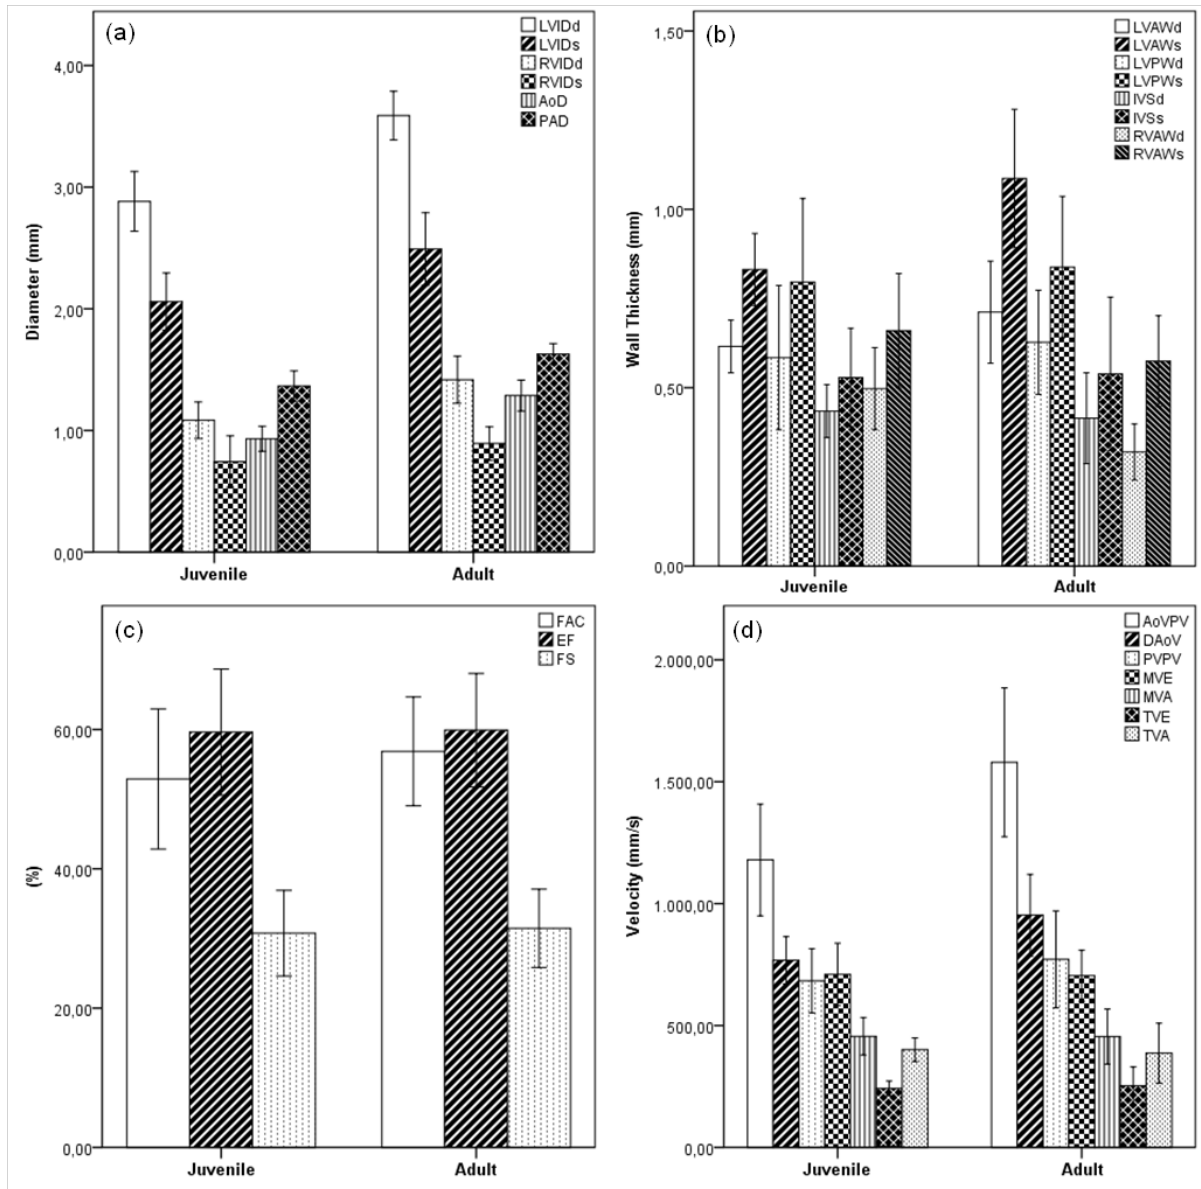 (a)
LVIDd
LVIDs
RVIDd
RVIDs
AoD
PAD
Diameter (mm)
4,00
3,00
2,00
1,00
0,00
Juvenile
Adult
(b)
LVAWd
LVAWs
LVPWd
LVPWs
IVSd
IVSs
RVAWd
RVAWs
Wall Thickness (mm)
1,50
1,00
0,50
0,00
Juvenile
Adult
(c)
FAC
EF
FS
(%)
60,00
40,00
20,00
0,00
Juvenile
Adult
(d)
AoVPV
DAoV
PVPV
MVE
MVA
TVE
TVA
Velocity (mm/s)
2.000,00
1.500,00
1.000,00
500,00
0,00
Juvenile
Adult